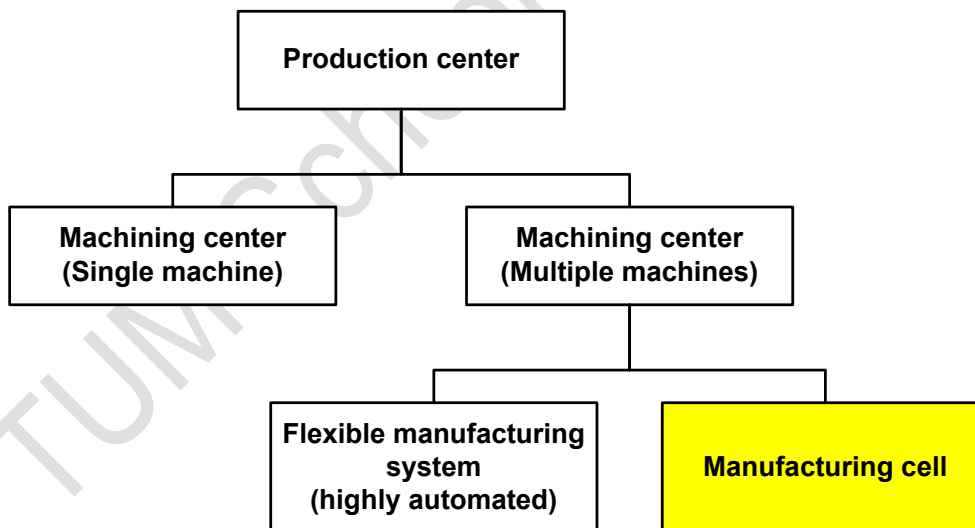 Production center
Machining center
(Single machine)
Machining center
(Multiple machines)
Flexible manufacturing
system
(highly automated)
Manufacturing cell